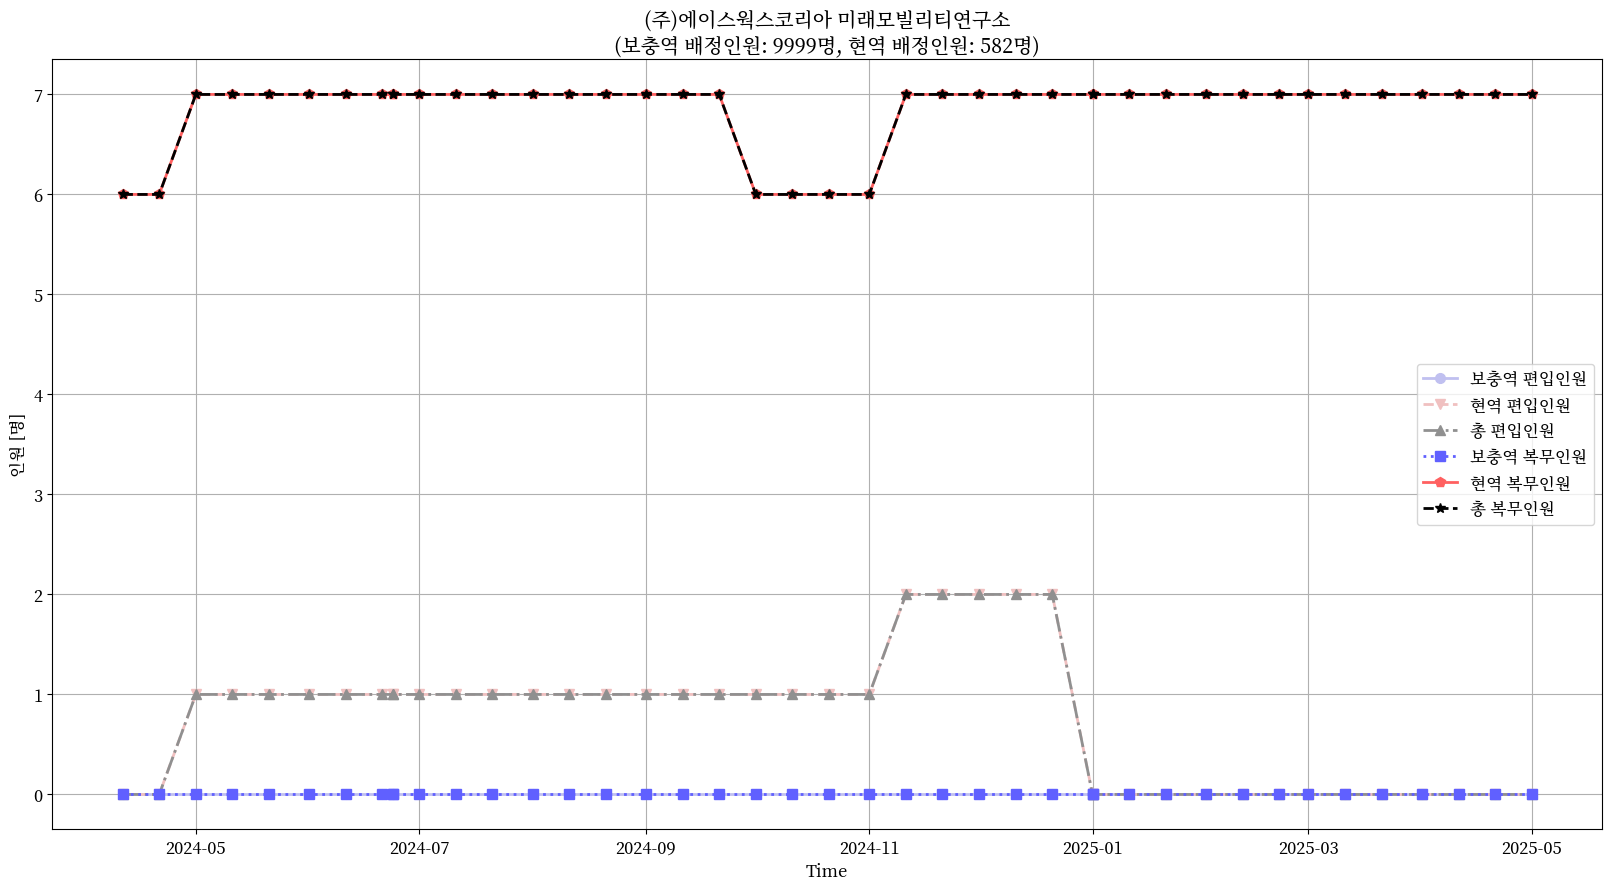 (주)에이스웍스코리아 미래모빌리티연구소
(보충역 배정인원: 9999명, 현역 배정인원: 582명)
7
6
5
4
3
2
1
0
인원 [명]
보충역 편입인원
현역 편입인원
총 편입인원
보충역 복무인원
현역 복무인원
총 복무인원
2024-05
2024-07
2024-09
2024-11
2025-01
2025-03
2025-05
Time